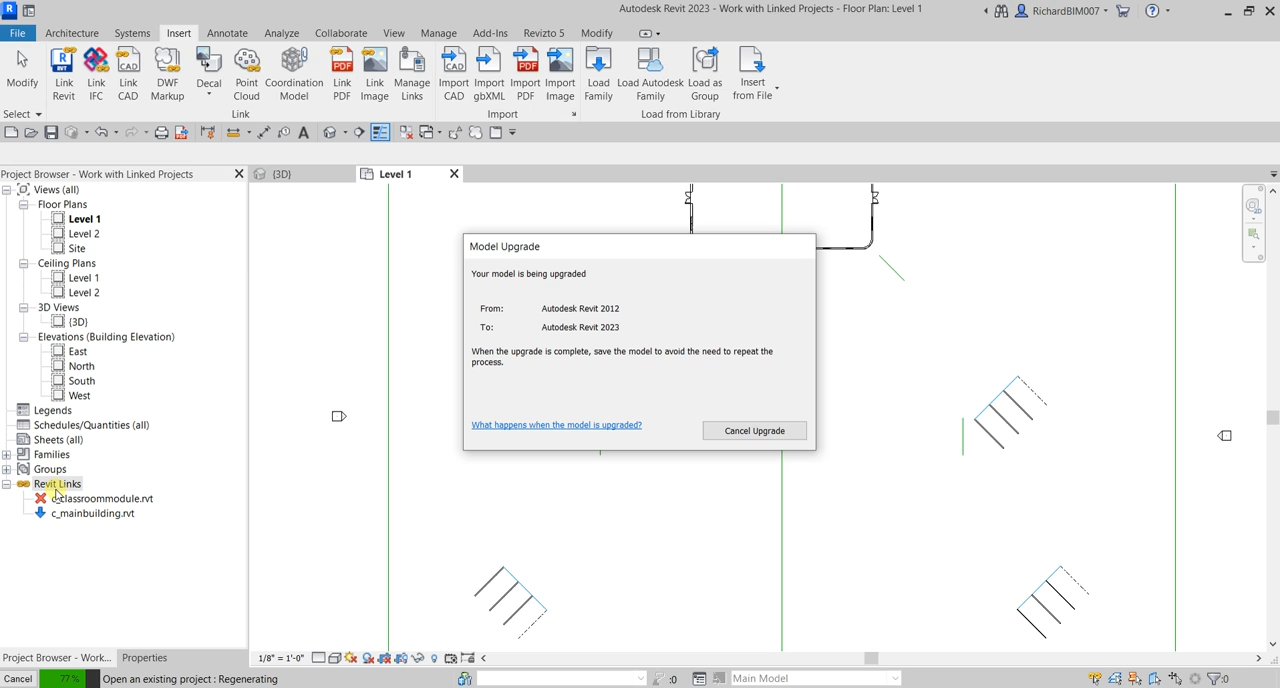 Autodesk Revit 2023 - Work with Linked Projects - Floor Plan: Level 1
RichardBIM007
File
Architecture
Systems
Insert
Annotate
Analyze
Collaborate
View
Manage
Add-Ins
Revizto 5
Modify
Modify
Link Revit
Link IFC
Link CAD
DWF Markup
Decal
Point Cloud
Coordination Model
Link PDF
Link Image
Manage Links
Import CAD
Import gbXML
Import PDF
Import Image
Load Family
Load Autodesk Family
Load as Group
Insert from File
Select
Link
Import
Load from Library
Project Browser - Work with Linked Projects
{3D}
Level 1
Views (all)
Floor Plans
Level 1
Level 2
Site
Ceiling Plans
Level 1
Level 2
3D Views
{3D}
Elevations (Building Elevation)
East
North
South
West
Legends
Schedules/Quantities (all)
Sheets (all)
Families
Groups
Revit Links
c_classroommodule.rvt
c_mainbuilding.rvt
Model Upgrade
Your model is being upgraded
From: Autodesk Revit 2012
To: Autodesk Revit 2023
When the upgrade is complete, save the model to avoid the need to repeat the
process.
What happens when the model is upgraded?
Cancel Upgrade
Project Browser - Work...
Properties
1/8" = 1'-0"
Cancel
77 %
Open an existing project : Regenerating
:0
Main Model
:0